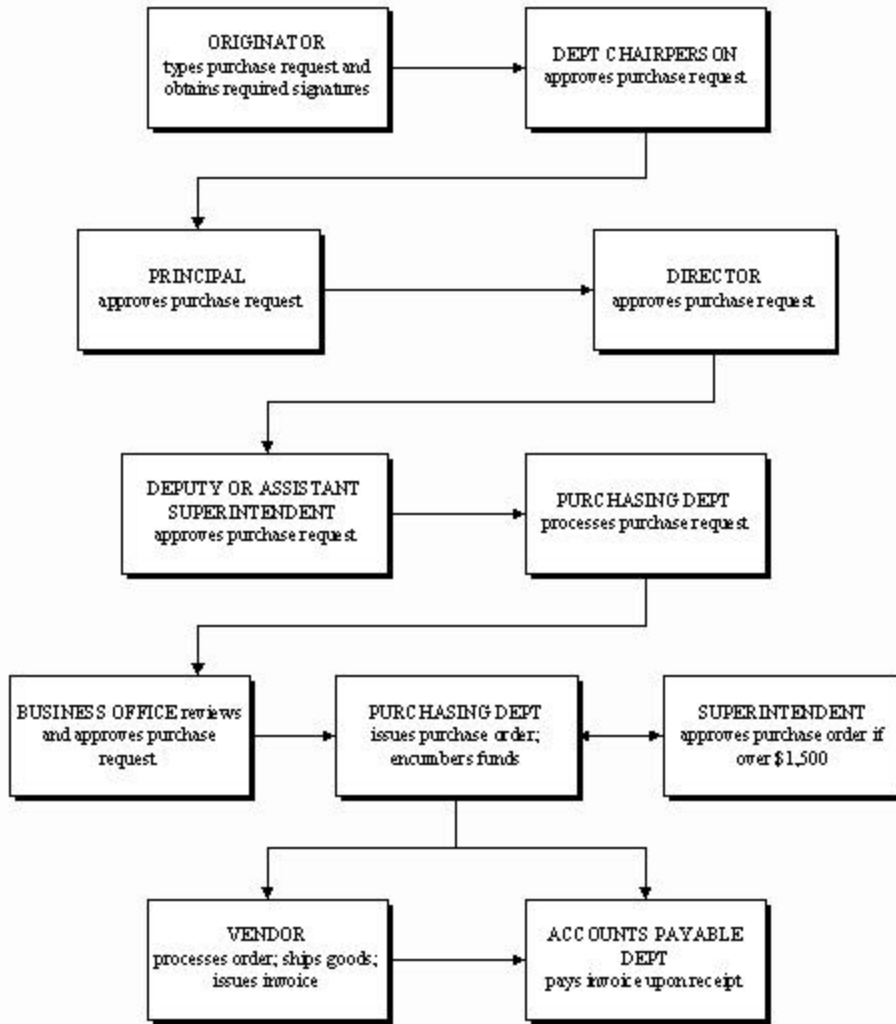 ORIGINATOR
types purchase request and
obtains required signatures
DEPT CHAIRPERSON
approves purchase request
PRINCIPAL
approves purchase request
DIRECTOR
approves purchase request
DEPUTY OR ASSISTANT
SUPERINTENDENT
approves purchase request
PURCHASING DEPT
processes purchase request
BUSINESS OFFICE reviews
and approves purchase
request
PURCHASING DEPT
issues purchase order;
encumbers funds
SUPERINTENDENT
approves purchase order if
over $1,500
VENDOR
processes order; ships goods;
issues invoice
ACCOUNTS PAYABLE
DEPT
pays invoice upon receipt